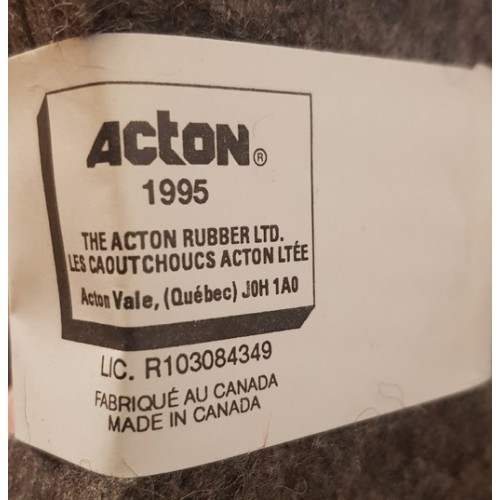 ACTON®
1995
THE ACTON RUBBER LTD.
LES CAOUTCHOUCS ACTON LTÉE
Acton Vale, (Québec) J0H 1A0
LIC. R103084349
FABRIQUÉ AU CANADA
MADE IN CANADA